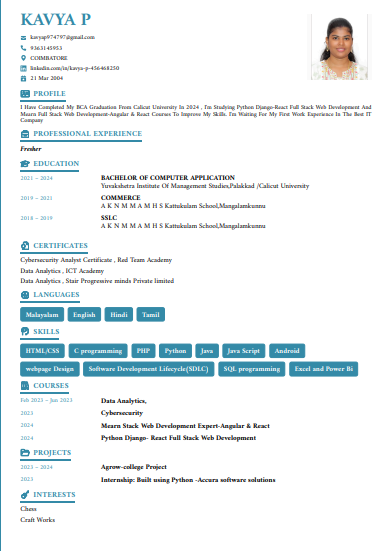 KAVYA P
kavyap974797@gmail.com
9363145953
COIMBATORE
linkedin.com/in/kavya-p-456468250
21 Mar 2004
PROFILE
I Have Completed My BCA Graduation From Calicut University In 2024 , I'm Studying Python Django-React Full Stack Web Development And
Mearn Full Stack Web Development-Angular & React Courses To Improve My Skills. I'm Waiting For My First Work Experience In The Best IT
Company
PROFESSIONAL EXPERIENCE
Fresher
EDUCATION
2021 – 2024 BACHELOR OF COMPUTER APPLICATION
Yuvakshetra Institute Of Management Studies,Palakkad /Calicut University
2019 – 2021 COMMERCE
A K N M M A M H S Kattukulam School,Mangalamkunnu
2018 – 2019 SSLC
A K N M M A M H S Kattukulam School,Mangalamkunnu
CERTIFICATES
Cybersecurity Analyst Certificate , Red Team Academy
Data Analytics , ICT Academy
Data Analytics , Stair Progressive minds Private limited
LANGUAGES
Malayalam English Hindi Tamil
SKILLS
HTML/CSS C programming PHP Python Java Java Script Android
webpage Design Software Development Lifecycle(SDLC) SQL programming Excel and Power Bi
COURSES
Feb 2023 – Jun 2023 Data Analytics,
2023 Cybersecurity
2024 Mearn Stack Web Development Expert-Angular & React
2024 Python Django- React Full Stack Web Development
PROJECTS
2023 – 2024 Agrow-college Project
2023 Internship: Built using Python -Accura software solutions
INTERESTS
Chess
Craft Works